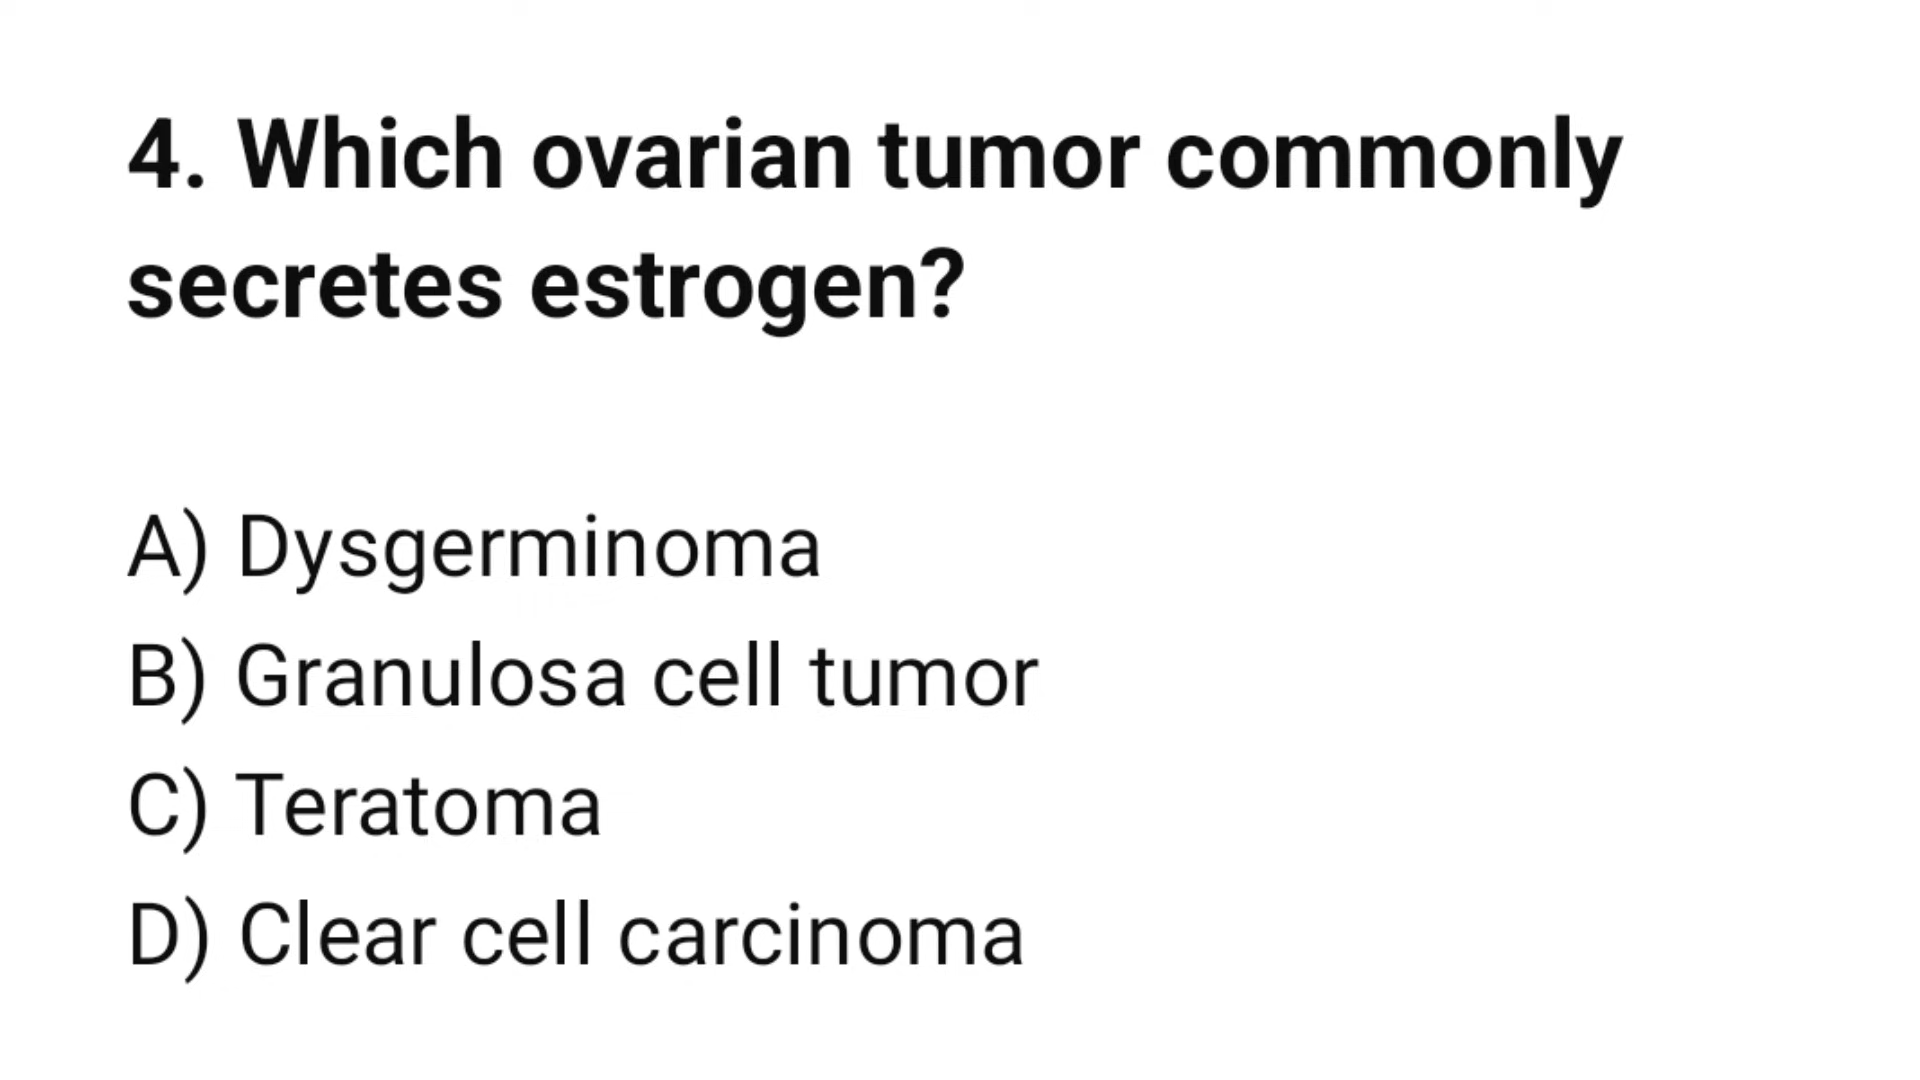 4. Which ovarian tumor commonly
secretes estrogen?
A) Dysgerminoma
B) Granulosa cell tumor
C) Teratoma
D) Clear cell carcinoma